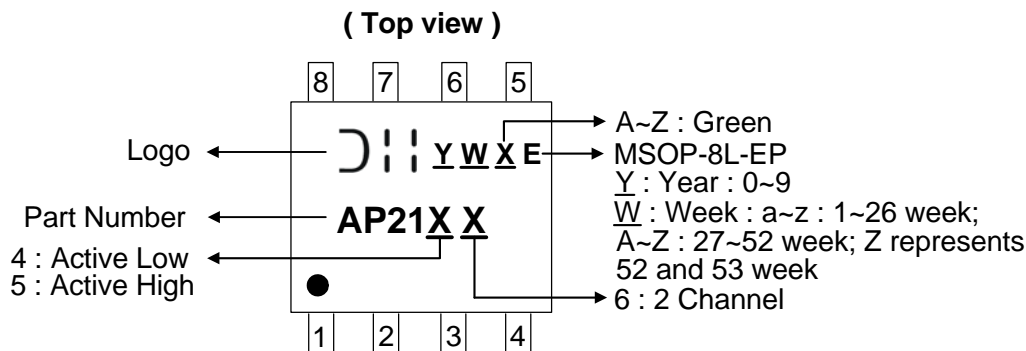 ( Top view )
8 7 6 5
Logo
Y W X E
A~Z : Green
MSOP-8L-EP
Y : Year : 0~9
W : Week : a~z : 1~26 week;
A~Z : 27~52 week; Z represents
52 and 53 week
Part Number
AP21X X
4 : Active Low
5 : Active High
6 : 2 Channel
1 2 3 4